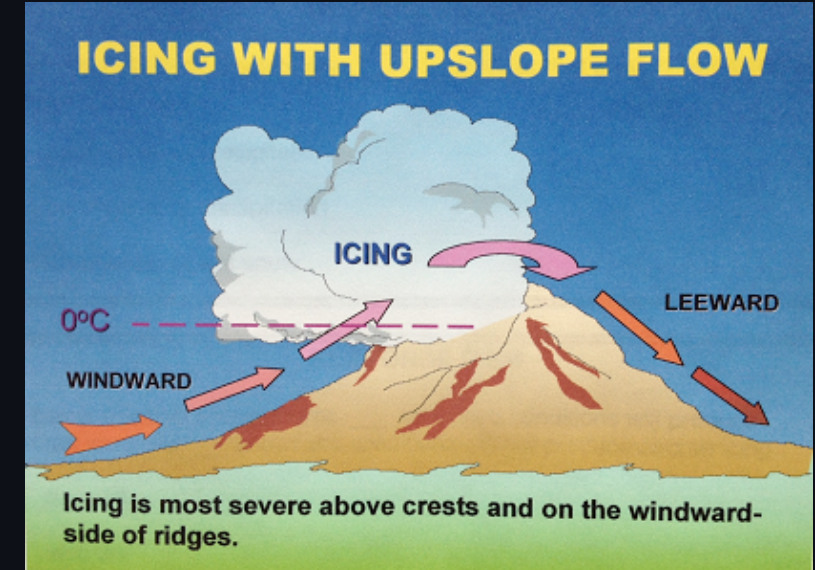 ICING WITH UPSLOPE FLOW
ICING
LEEWARD
0ºC
WINDWARD
Icing is most severe above crests and on the windward-
side of ridges.